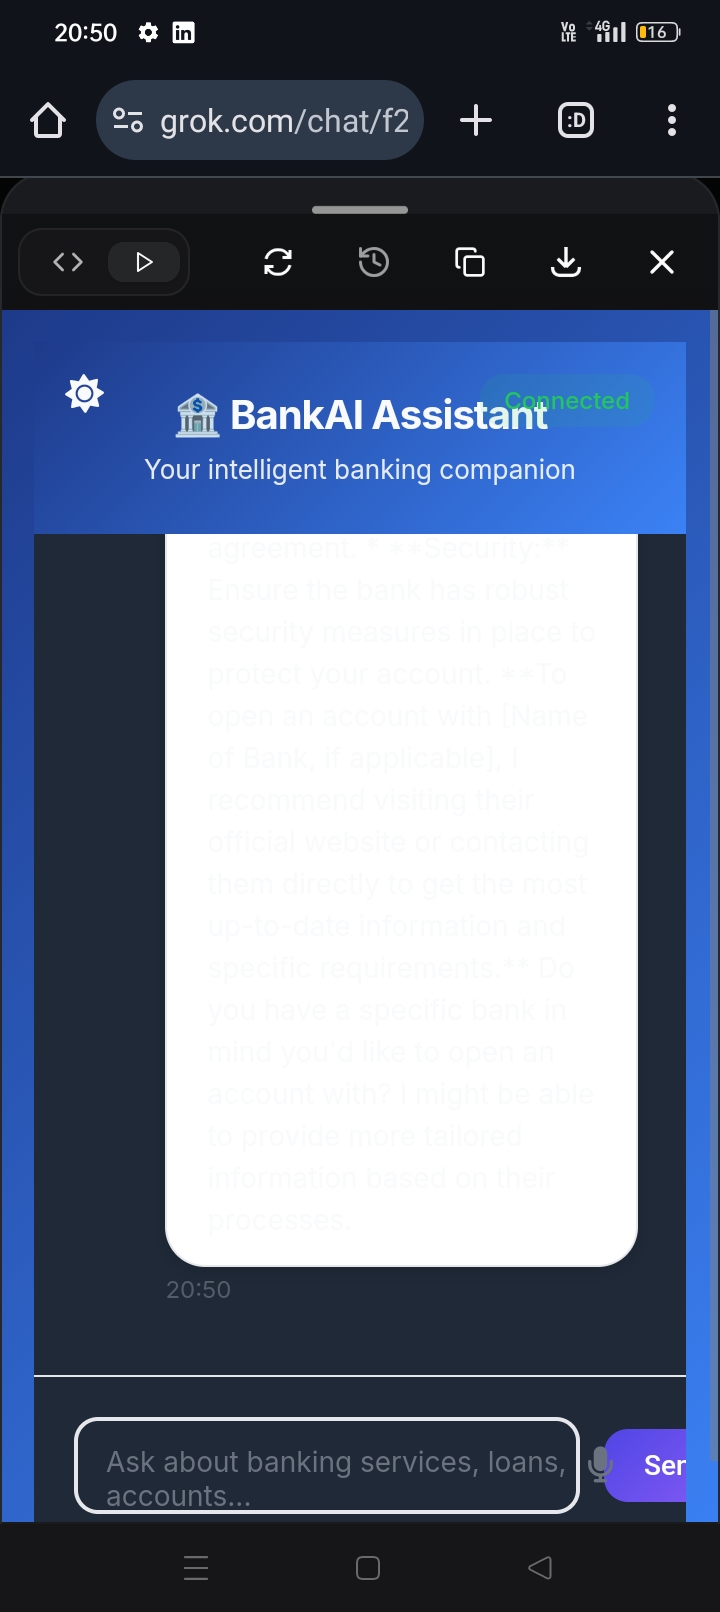 20:50
Vo LTE 4G 16
grok.com/chat/f2
:D
BankAI Assistant
Connected
Your intelligent banking companion
agreement. * **Security:**
Ensure the bank has robust
security measures in place to
protect your account. **To
open an account with [Name
of Bank, if applicable], I
recommend visiting their
official website or contacting
them directly to get the most
up-to-date information and
specific requirements.** Do
you have a specific bank in
mind you'd like to open an
account with? I might be able
to provide more tailored
information based on their
processes.
20:50
Ask about banking services, loans,
accounts...
Ser